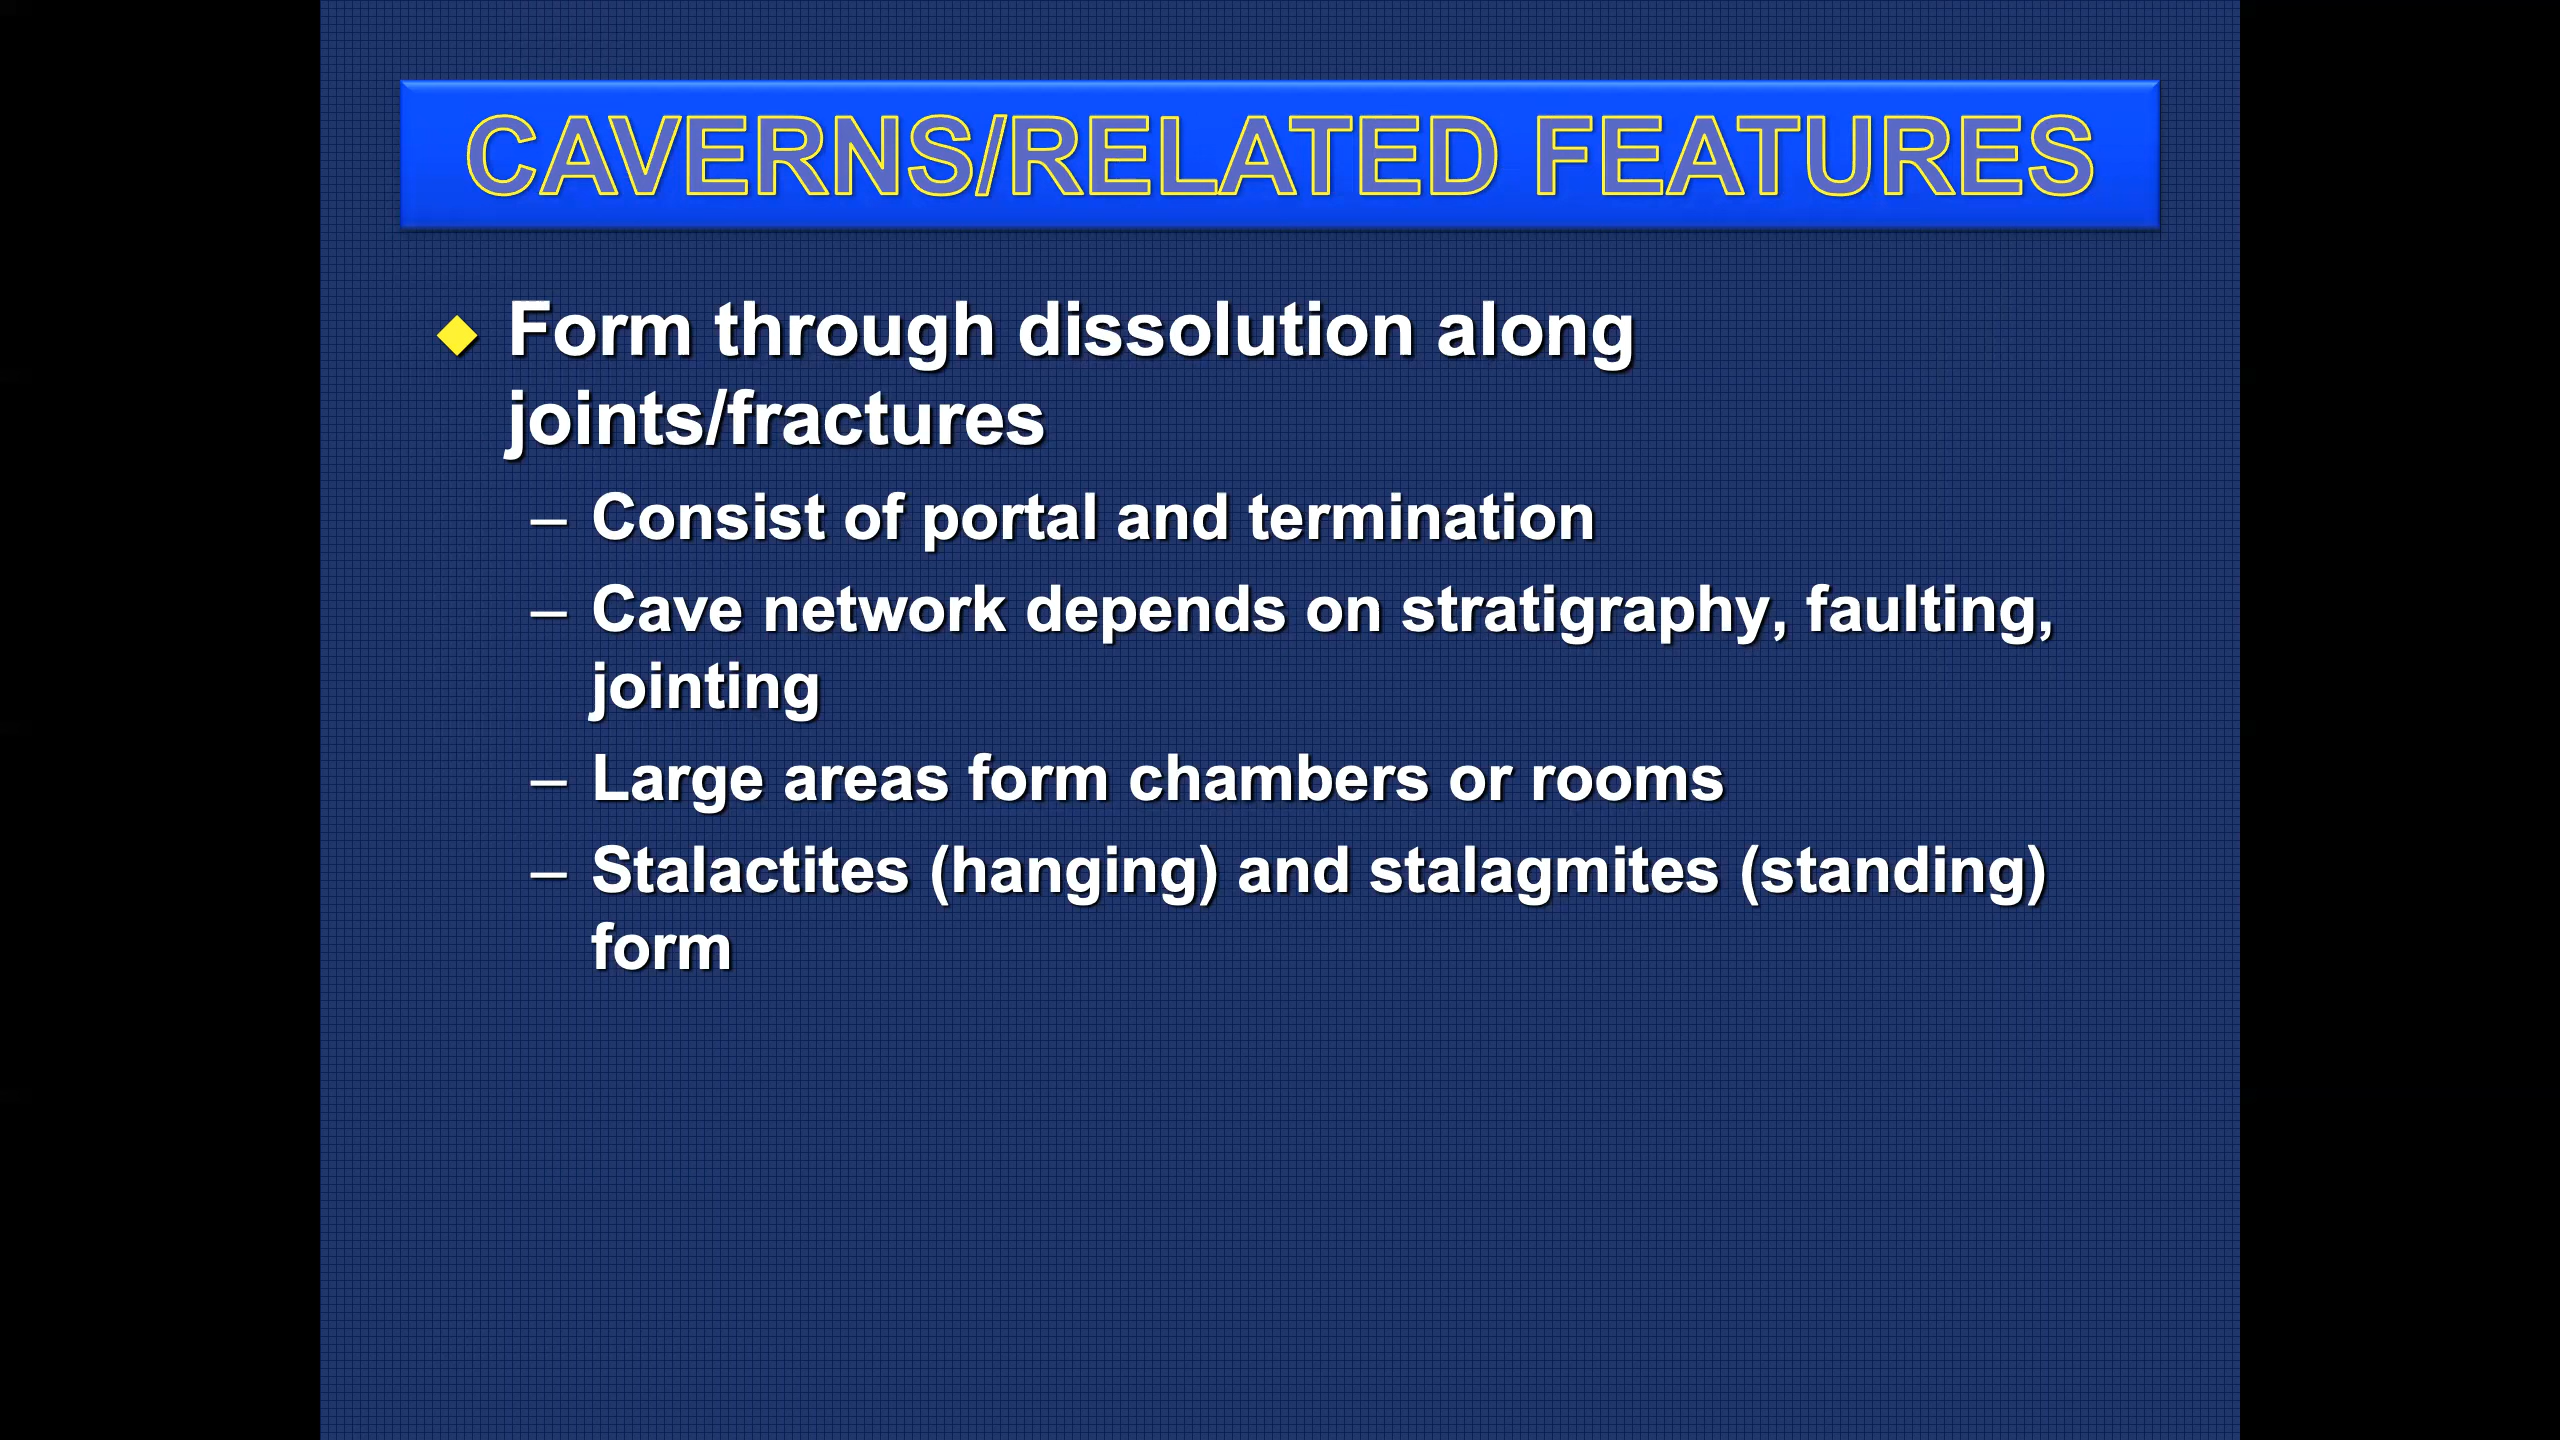 CAVERNS/RELATED FEATURES
Form through dissolution along
joints/fractures
– Consist of portal and termination
– Cave network depends on stratigraphy, faulting,
jointing
– Large areas form chambers or rooms
– Stalactites (hanging) and stalagmites (standing)
form